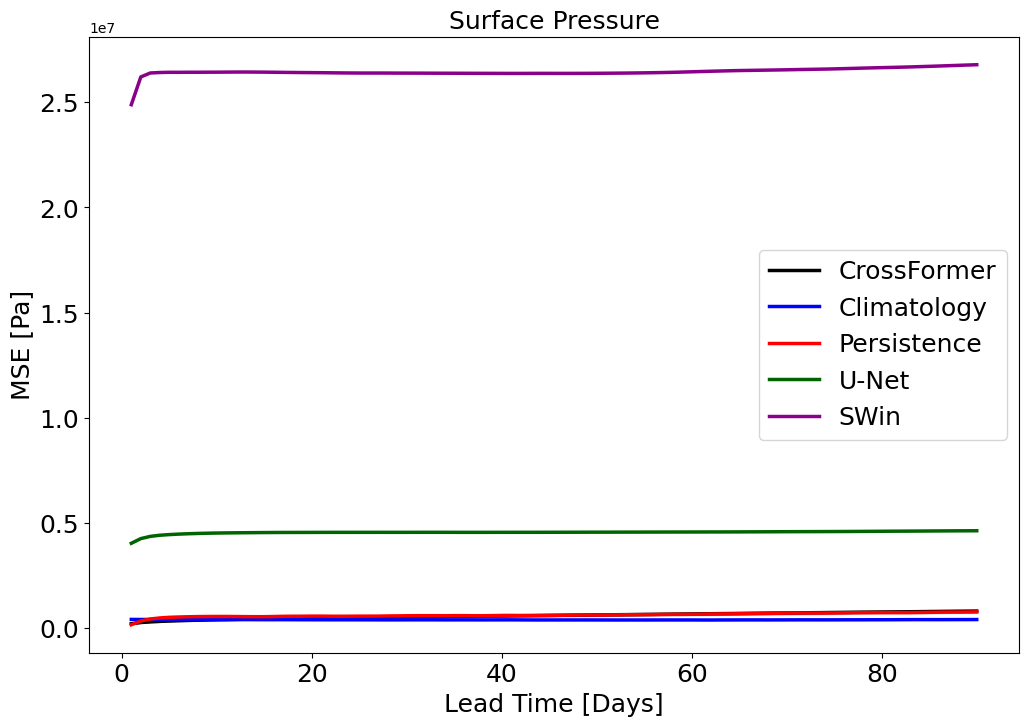 Surface Pressure
1e7
2.5
2.0
1.5
1.0
0.5
0.0
MSE [Pa]
CrossFormer
Climatology
Persistence
U-Net
SWin
0 20 40 60 80
Lead Time [Days]